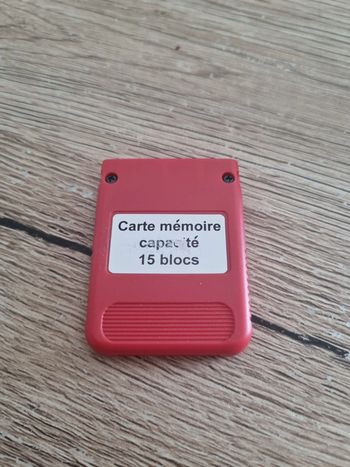 Carte mémoire
capacité
15 blocs